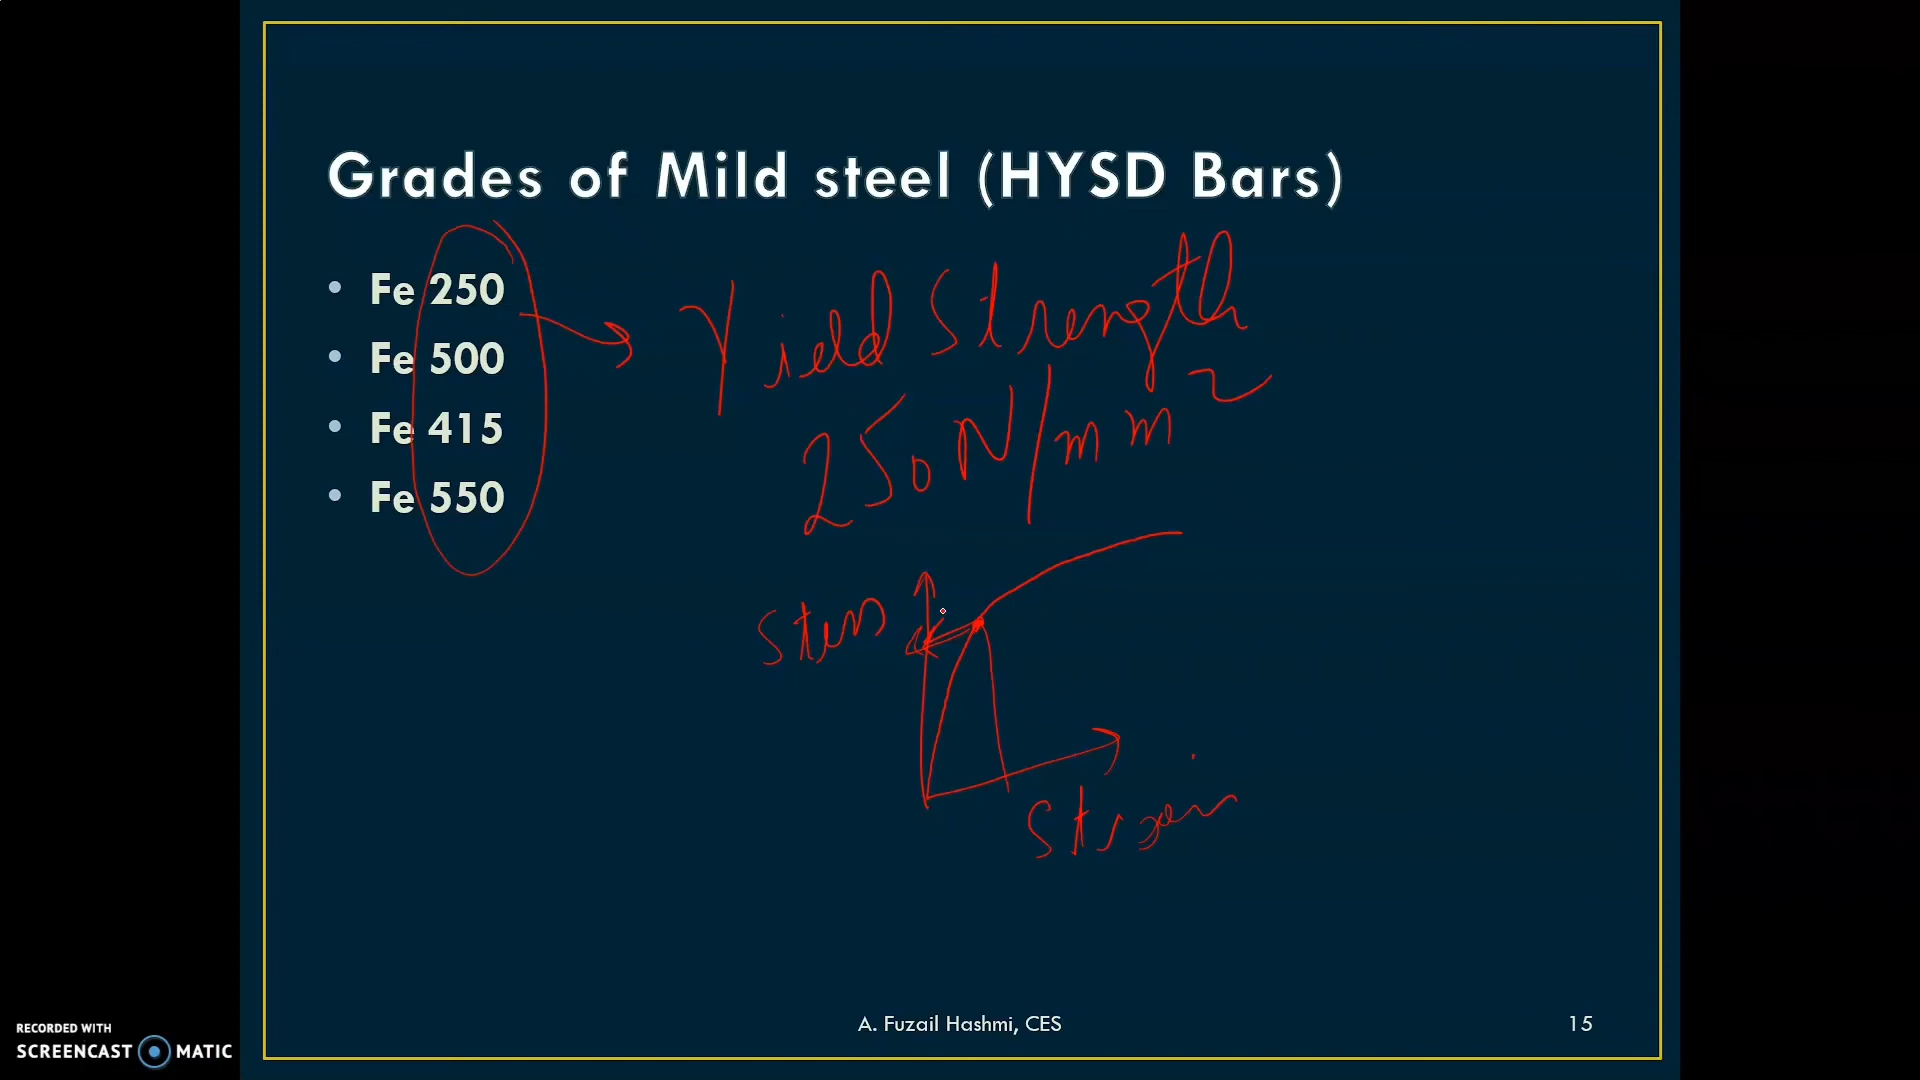 Grades of Mild steel (HYSD Bars)
• Fe 250
• Fe 500
• Fe 415
• Fe 550
Yield Strength
250 N/mm²
Stress
Strain
A. Fuzail Hashmi, CES
15
RECORDED WITH
SCREENCAST MATIC